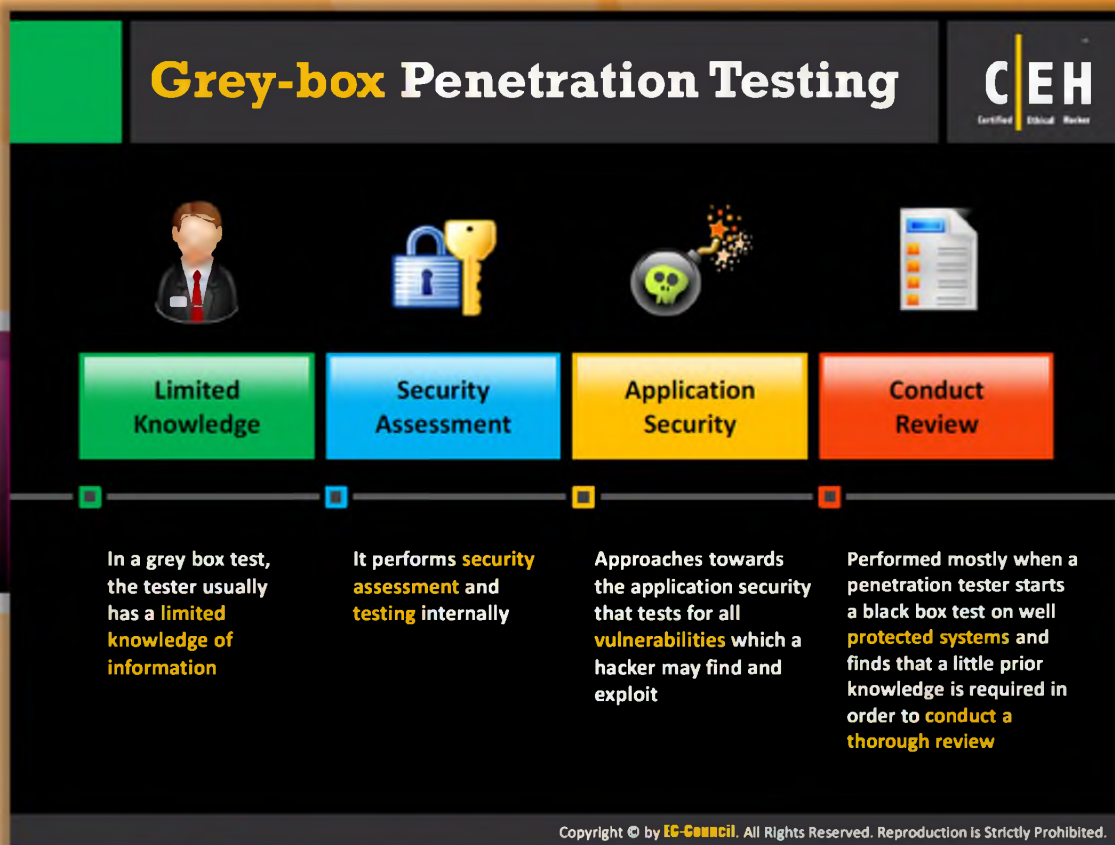 Grey-box Penetration Testing
C EH
Certified Ethical Hacker
Limited
Knowledge
Security
Assessment
Application
Security
Conduct
Review
In a grey box test,
the tester usually
has a limited
knowledge of
information
It performs security
assessment and
testing internally
Approaches towards
the application security
that tests for all
vulnerabilities which a
hacker may find and
exploit
Performed mostly when a
penetration tester starts
a black box test on well
protected systems and
finds that a little prior
knowledge is required in
order to conduct a
thorough review
Copyright © by EC-Council. All Rights Reserved. Reproduction is Strictly Prohibited.